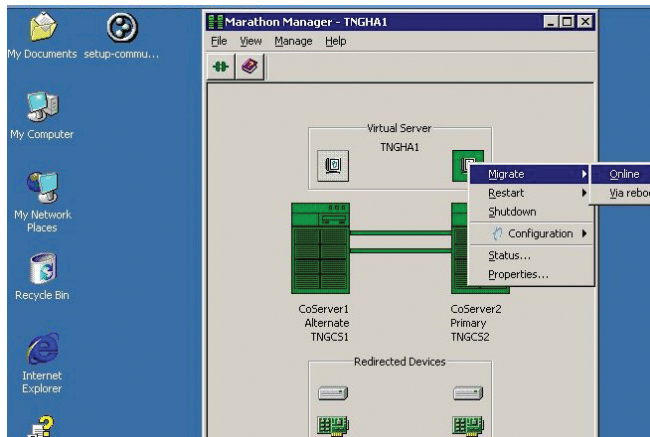 My Documents
setup-commu...
My Computer
My Network
Places
Recycle Bin
Internet
Explorer
Marathon Manager - TNGHA1
File View Manage Help
Virtual Server
TNGHA1
Migrate
Restart
Shutdown
Configuration
Status...
Properties...
Online
Via reboo
CoServer1
Alternate
TNGCS1
CoServer2
Primary
TNGCS2
Redirected Devices